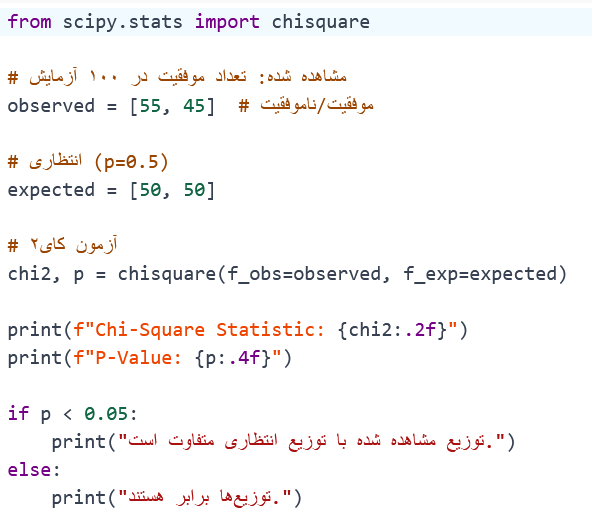 from scipy.stats import chisquare
# مشاهده شده: تعداد موفقیت در ۱۰۰ آزمایش
observed = [55, 45]  # موفقیت/ناموفقیت
# انتظاری (p=0.5)
expected = [50, 50]
# آزمون کای۲
chi2, p = chisquare(f_obs=observed, f_exp=expected)
print(f"Chi-Square Statistic: {chi2:.2f}")
print(f"P-Value: {p:.4f}")
if p < 0.05:
    print("توزیع مشاهده شده با توزیع انتظاری متفاوت است.")
else:
    print("توزیع‌ها برابر هستند.")